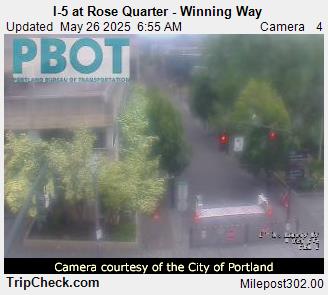 I-5 at Rose Quarter - Winning Way
Updated May 26 2025 6:55 AM Camera 4
PBOT
PORTLAND BUREAU OF TRANSPORTATION
Camera courtesy of the City of Portland
TripCheck.com Milepost302.00